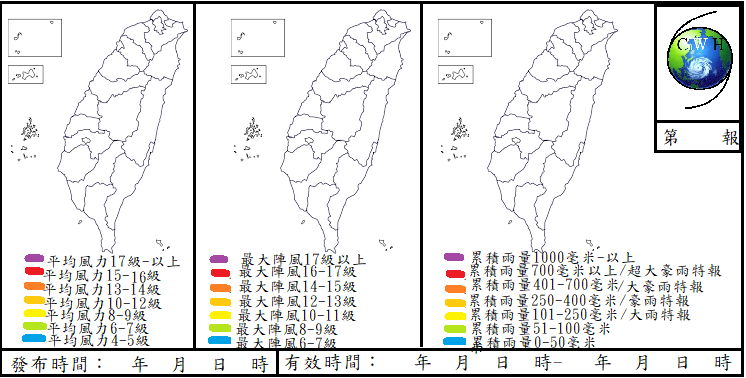 CWH
第 報
平均風力17級-以上
平均風力15-16級
平均風力13-14級
平均風力10-12級
平均風力8-9級
平均風力6-7級
平均風力4-5級
最大陣風17級以上
最大陣風16-17級
最大陣風14-15級
最大陣風12-13級
最大陣風10-11級
最大陣風8-9級
最大陣風6-7級
累積雨量1000毫米-以上
累積雨量700毫米以上/超大豪雨特報
累積雨量401-700毫米/大豪雨特報
累積雨量250-400毫米/豪雨特報
累積雨量101-250毫米/大雨特報
累積雨量51-100毫米
累積雨量0-50毫米
發布時間： 年 月 日 時
有效時間： 年 月 日 時- 年 月 日 時